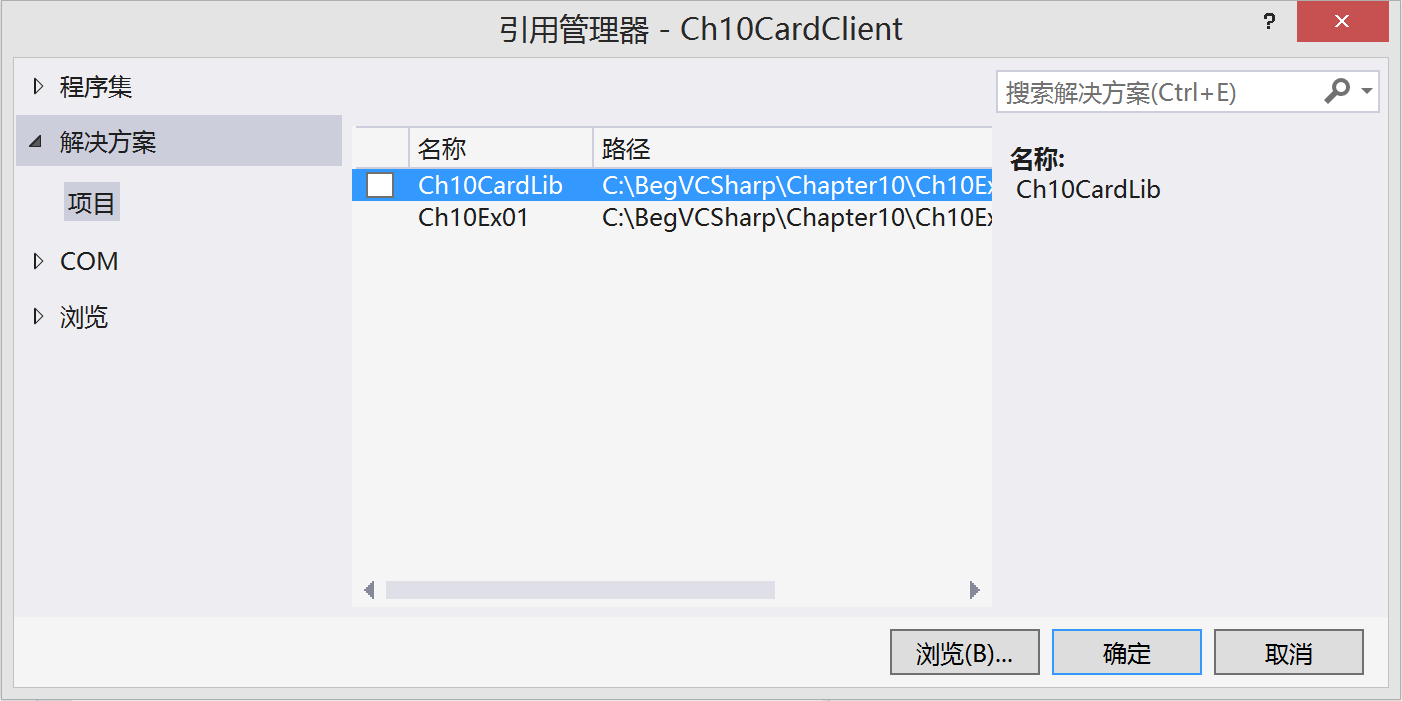 引用管理器 - Ch10CardClient
?
程序集
解决方案
项目
COM
浏览
搜索解决方案(Ctrl+E)
名称 路径
Ch10CardLib C:\BegVCSharp\Chapter10\Ch10Ex
Ch10Ex01 C:\BegVCSharp\Chapter10\Ch10Ex
名称:
Ch10CardLib
浏览(B)... 确定 取消